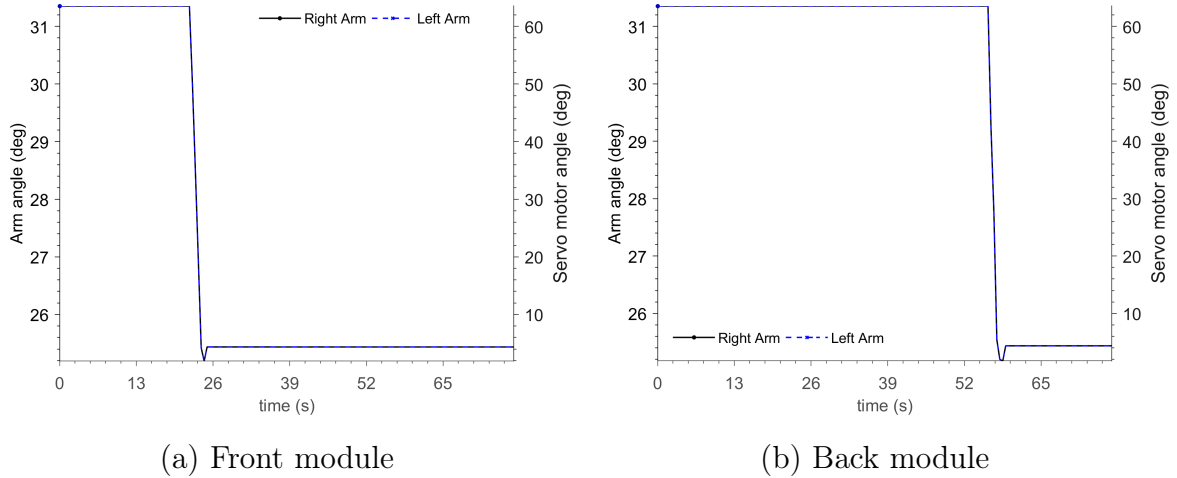 Right Arm Left Arm
31
30
29
28
27
26
Arm angle (deg)
60
50
40
30
20
10
Servo motor angle (deg)
0 13 26 39 52 65
time (s)
(a) Front module
31
30
29
28
27
26
Arm angle (deg)
60
50
40
30
20
10
Servo motor angle (deg)
Right Arm Left Arm
0 13 26 39 52 65
time (s)
(b) Back module